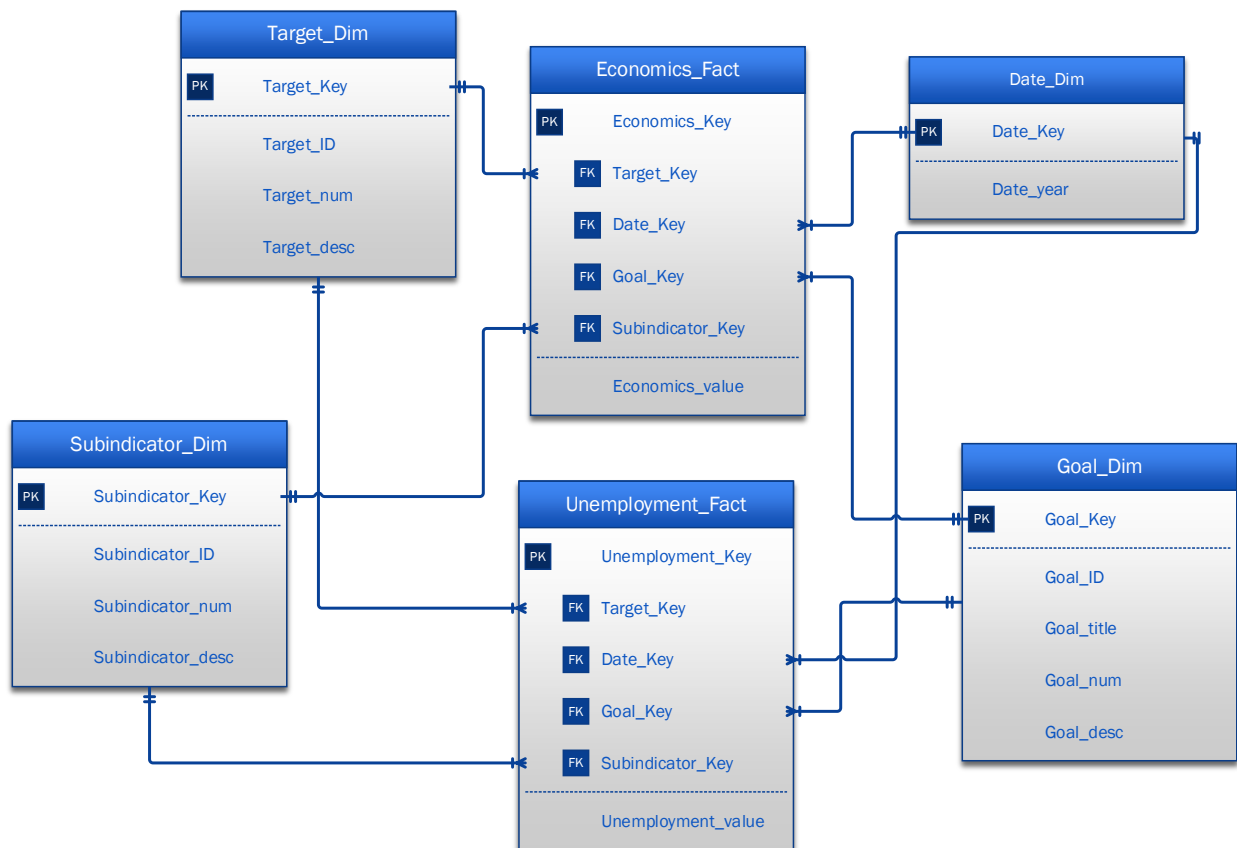 Target_Dim
PK Target_Key
Target_ID
Target_num
Target_desc
Economics_Fact
PK Economics_Key
FK Target_Key
FK Date_Key
FK Goal_Key
FK Subindicator_Key
Economics_value
Date_Dim
PK Date_Key
Date_year
Subindicator_Dim
PK Subindicator_Key
Subindicator_ID
Subindicator_num
Subindicator_desc
Unemployment_Fact
PK Unemployment_Key
FK Target_Key
FK Date_Key
FK Goal_Key
FK Subindicator_Key
Unemployment_value
Goal_Dim
PK Goal_Key
Goal_ID
Goal_title
Goal_num
Goal_desc